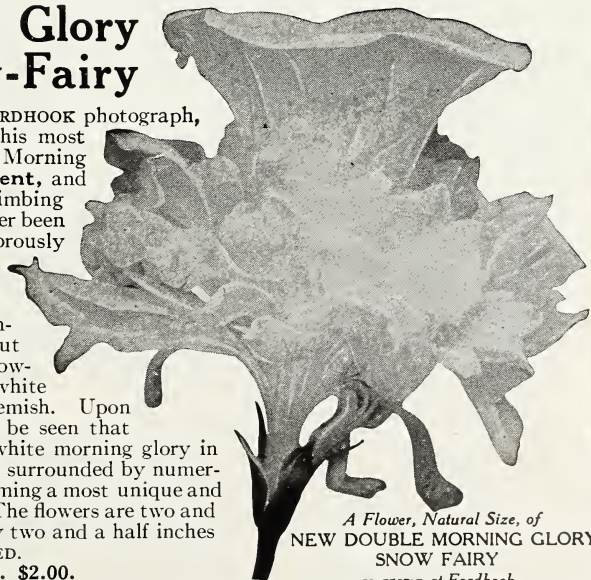 Glory
-Fairy
RDHOOK photograph,
his most
Morning
ent, and
imbing
er been
orously
n-
ut
ow-
white
emish. Upon
be seen that
white morning glory in
surrounded by numer-
ming a most unique and
The flowers are two and
two and a half inches
ED.
. $2.00.
A Flower, Natural Size, of
NEW DOUBLE MORNING GLORY
SNOW FAIRY